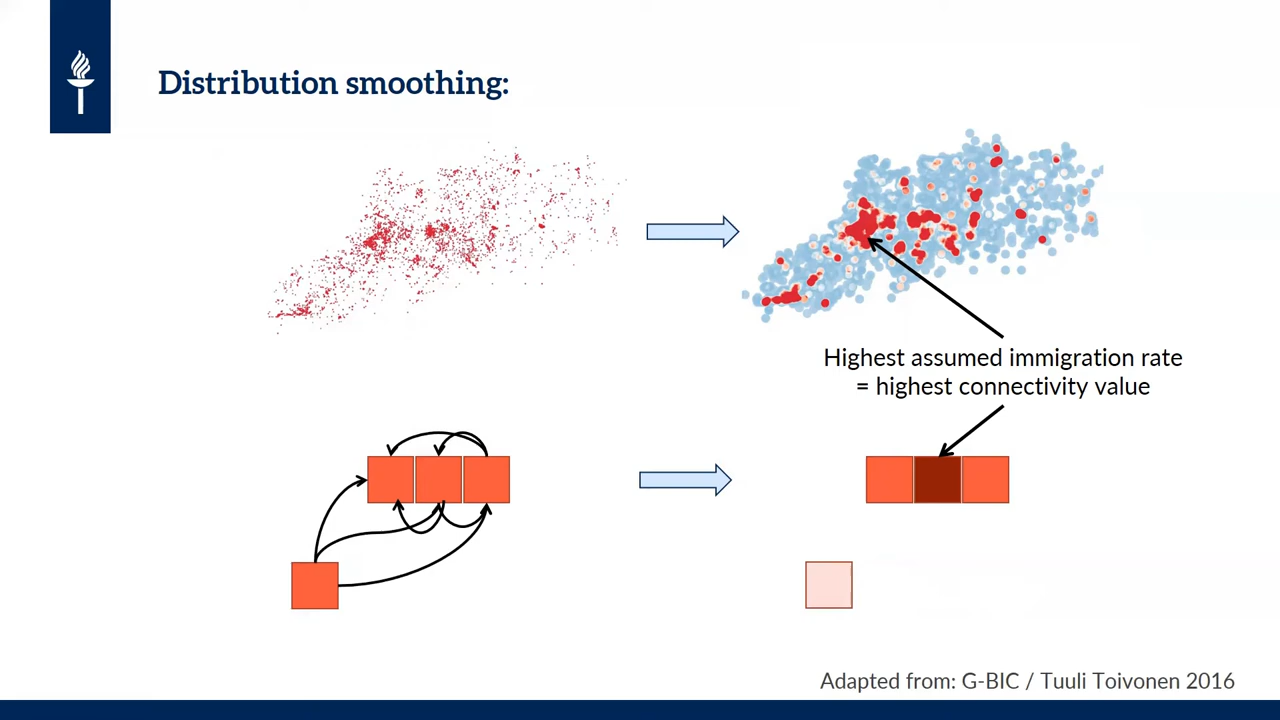 Distribution smoothing:
Highest assumed immigration rate
= highest connectivity value
Adapted from: G-BIC / Tuuli Toivonen 2016